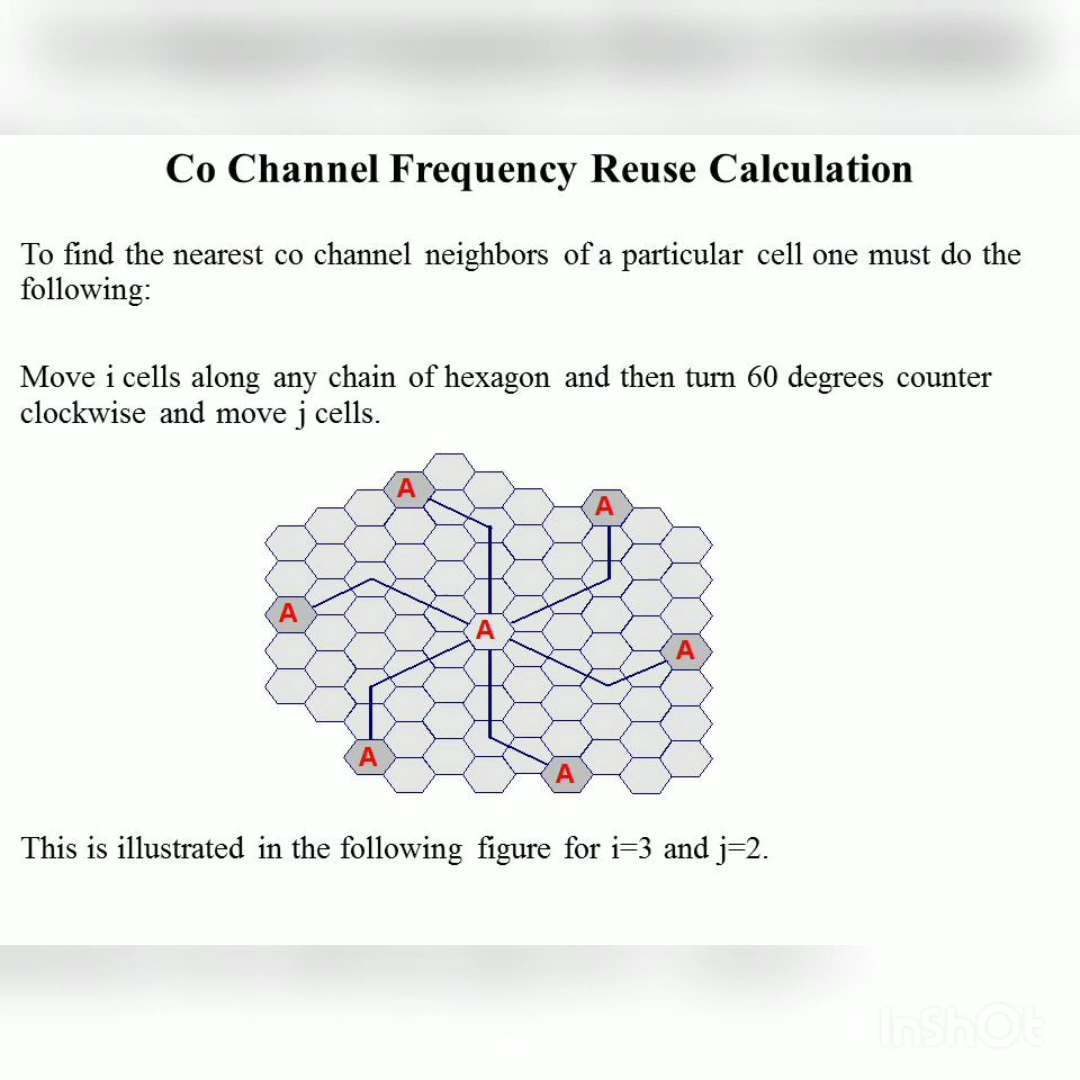 Co Channel Frequency Reuse Calculation
To find the nearest co channel neighbors of a particular cell one must do the
following:
Move i cells along any chain of hexagon and then turn 60 degrees counter
clockwise and move j cells.
A
A
A
A
A
A
A
This is illustrated in the following figure for i=3 and j=2.
InShOt